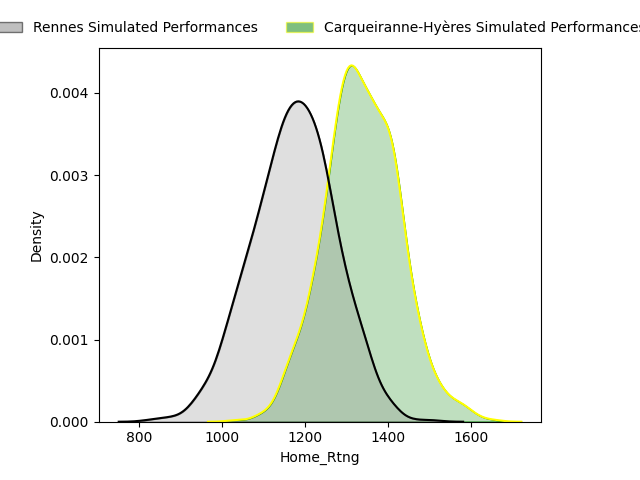 Rennes Simulated Performances
Carqueiranne-Hyères Simulated Performances
0.004
0.003
0.002
0.001
0.000
Density
800 1000 1200 1400 1600
Home_Rtng